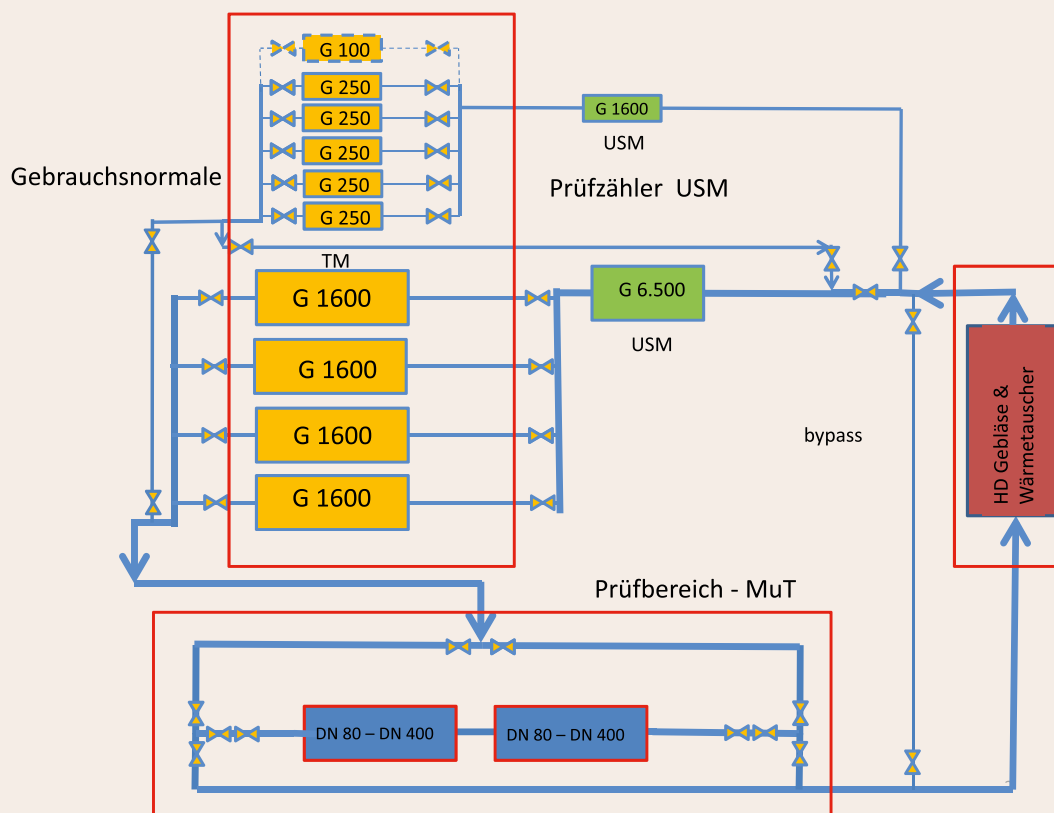 G 100
G 250
G 250
G 250
G 250
G 250
Gebrauchsnormale
G 1600
USM
Prüfzähler USM
TM
G 1600
G 1600
G 1600
G 1600
G 6.500
USM
bypass
HD Gebläse &
Wärmetauscher
Prüfbereich - MuT
DN 80 – DN 400
DN 80 – DN 400